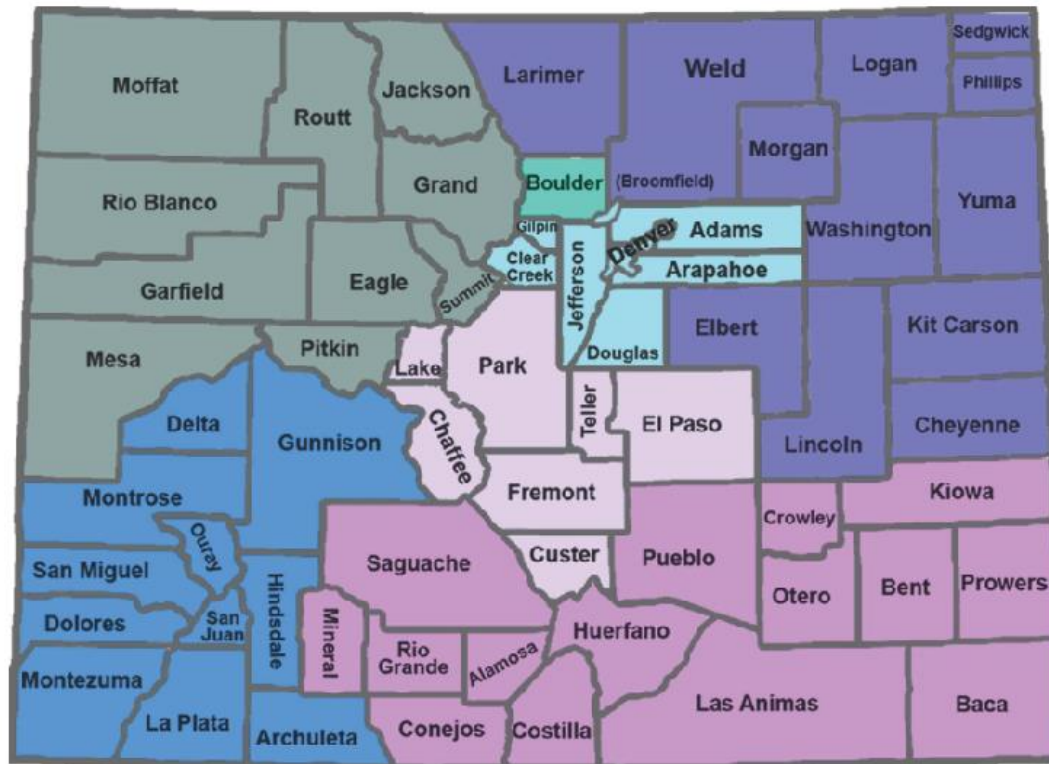 Sedgwick
Moffat
Routt
Jackson
Larimer
Weld
Logan
Phillips
Rio Blanco
Grand
Boulder
(Broomfield)
Morgan
Washington
Yuma
Gilpin
Denver
Adams
Garfield
Eagle
Summit
Clear
Creek
Jefferson
Arapahoe
Mesa
Pitkin
Lake
Park
Douglas
Elbert
Kit Carson
Delta
Gunnison
Chaffee
Teller
El Paso
Lincoln
Cheyenne
Montrose
Fremont
Kiowa
Crowley
Ouray
San Miguel
Hindsdale
Saguache
Custer
Pueblo
Otero
Bent
Prowers
Dolores
San
Juan
Mineral
Rio
Grande
Alamosa
Huerfano
Montezuma
La Plata
Archuleta
Conejos
Costilla
Las Animas
Baca